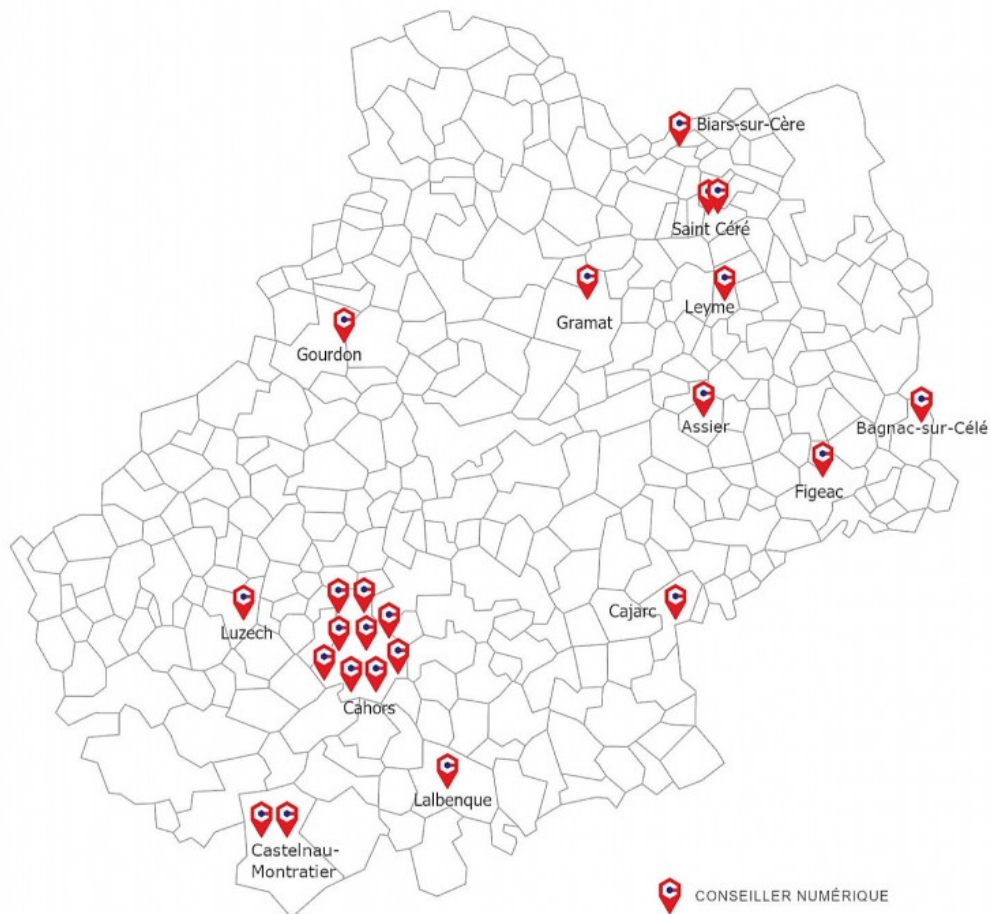 Biars-sur-Cère
Saint Céré
Leyme
Gramat
Gourdon
Assier
Bagnac-sur-Célé
Figeac
Cajarc
Luzech
Cahors
Lalbenque
Castelnau-
Montratier
CONSEILLER NUMÉRIQUE